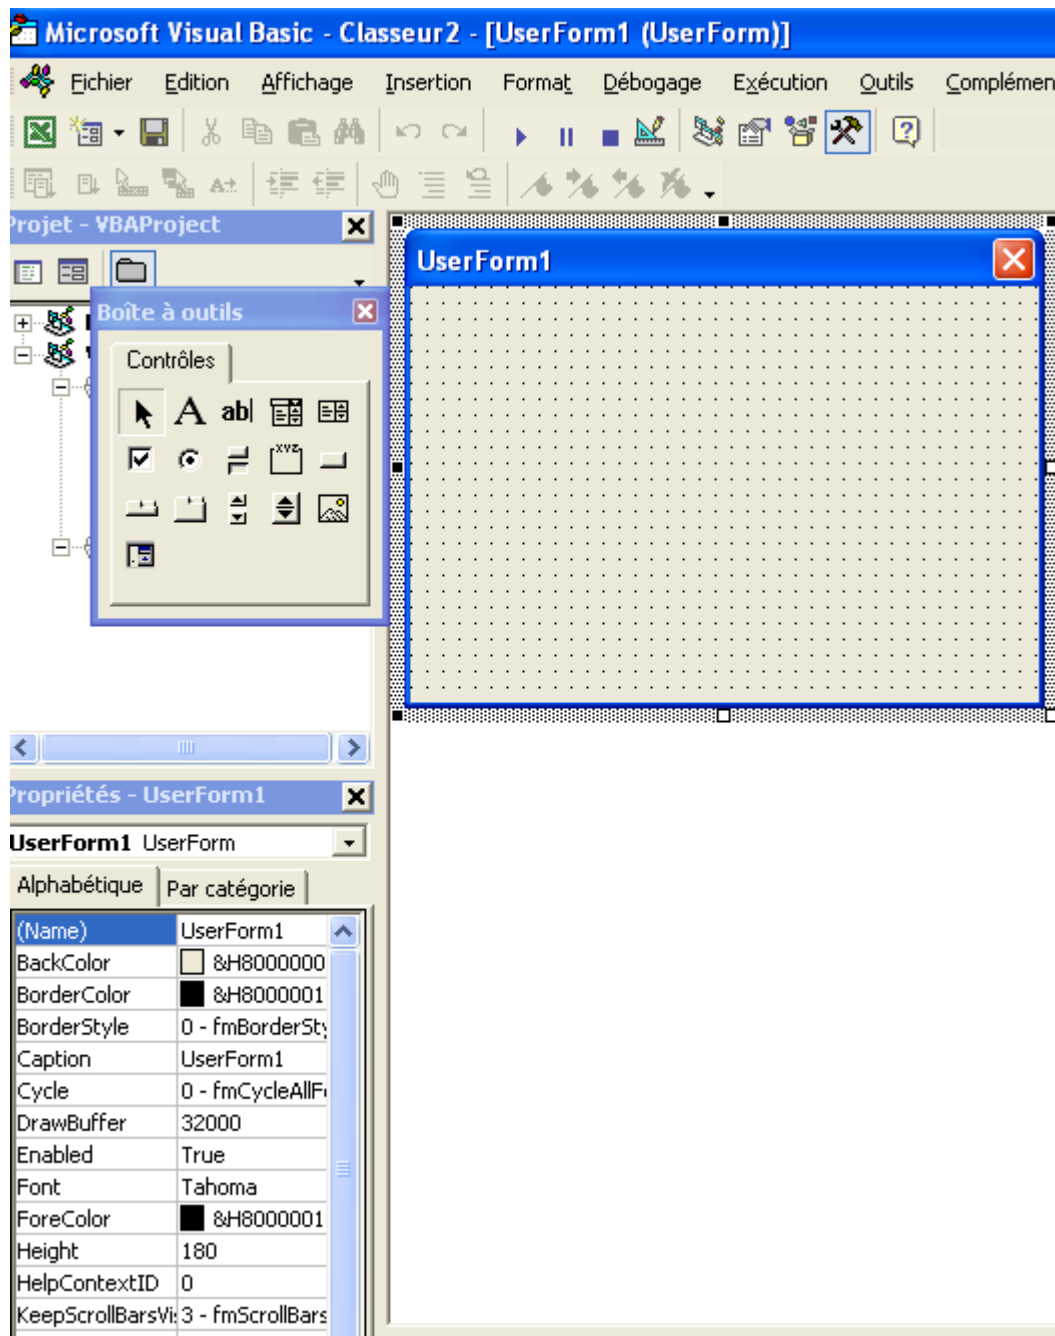 Microsoft Visual Basic - Classeur2 - [UserForm1 (UserForm)]
Fichier Edition Affichage Insertion Format Débogage Exécution Outils Complémen
Projet - VBAProject
UserForm1
Boîte à outils
Contrôles
A ab|
XYZ
Propriétés - UserForm1
UserForm1 UserForm
Alphabétique Par catégorie
(Name) UserForm1
BackColor &H8000000
BorderColor &H8000001
BorderStyle 0 - fmBorderSty
Caption UserForm1
Cycle 0 - fmCycleAllF
DrawBuffer 32000
Enabled True
Font Tahoma
ForeColor &H8000001
Height 180
HelpContextID 0
KeepScrollBarsVi 3 - fmScrollBars